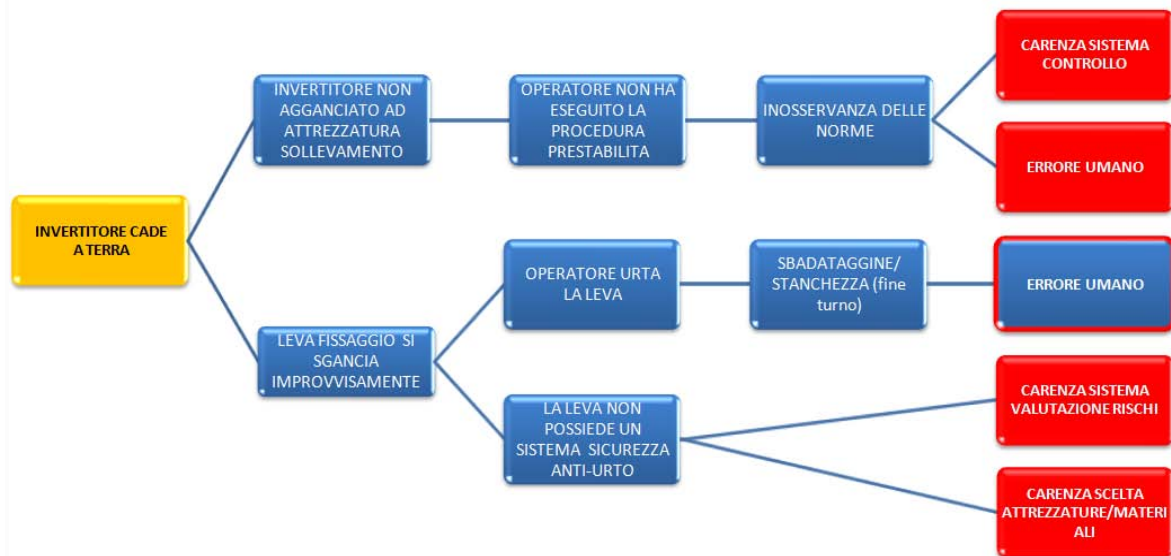 INVERTITORE CADE
A TERRA
INVERTITORE NON
AGGANCIATO AD
ATTREZZATURA
SOLLEVAMENTO
OPERATORE NON HA
ESEGUITO LA
PROCEDURA
PRESTABILITA
INOSSERVANZA DELLE
NORME
CARENZA SISTEMA
CONTROLLO
ERRORE UMANO
LEVA FISSAGGIO SI
SGANCIA
IMPROVVISAMENTE
OPERATORE URTA
LA LEVA
SBADATAGGINE/
STANCHEZZA (fine
turno)
ERRORE UMANO
LA LEVA NON
POSSIEDE UN
SISTEMA SICUREZZA
ANTI-URTO
CARENZA SISTEMA
VALUTAZIONE RISCHI
CARENZA SCELTA
ATTREZZATURE/MATERI
ALI